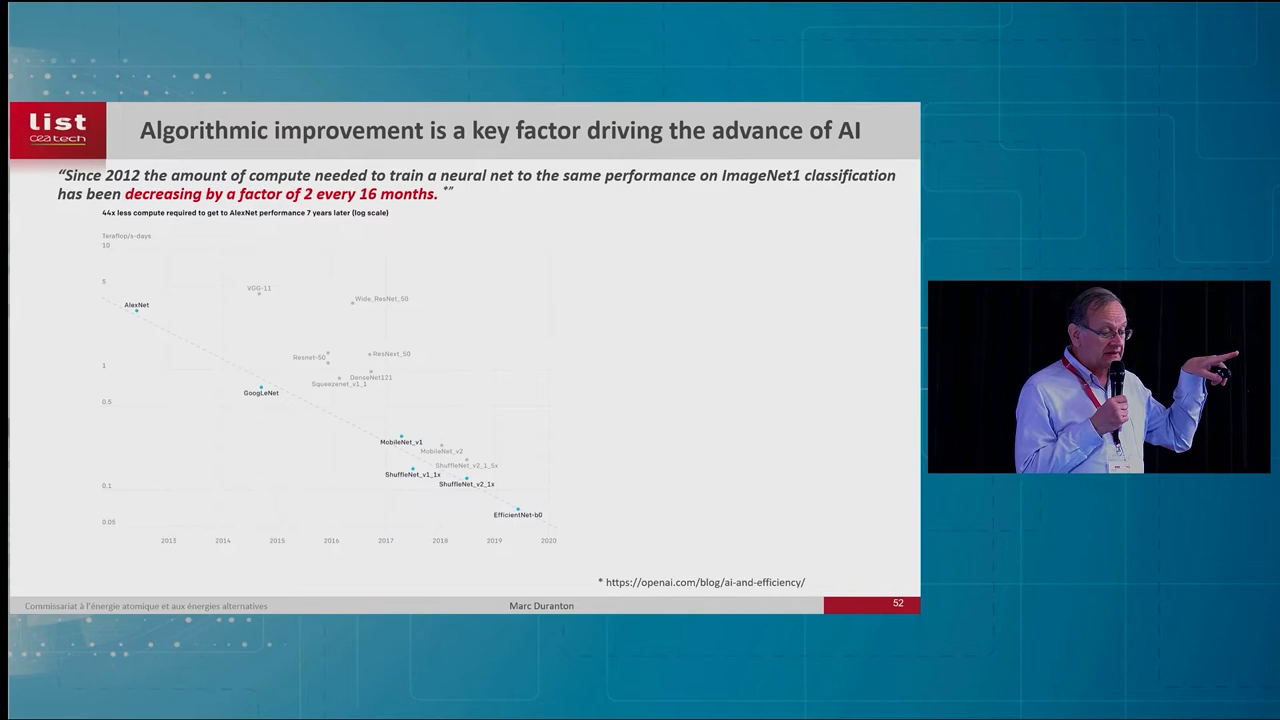 list
ceatech
Algorithmic improvement is a key factor driving the advance of AI
“Since 2012 the amount of compute needed to train a neural net to the same performance on ImageNet1 classification
has been decreasing by a factor of 2 every 16 months. *”
44x less compute required to get to AlexNet performance 7 years later (log scale)
Teraflop/s-days
10
5
VGG-11
Wide_ResNet_50
AlexNet
Resnet-50
ResNext_50
1
DenseNet121
Squeezenet_v1_1
GoogLeNet
0.5
MobileNet_v1
MobileNet_v2
ShuffleNet_v2_1_5x
ShuffleNet_v1_1x
ShuffleNet_v2_1x
0.1
EfficientNet-b0
0.05
2013 2014 2015 2016 2017 2018 2019 2020
* https://openai.com/blog/ai-and-efficiency/
Commissariat à l'énergie atomique et aux énergies alternatives
Marc Duranton
52